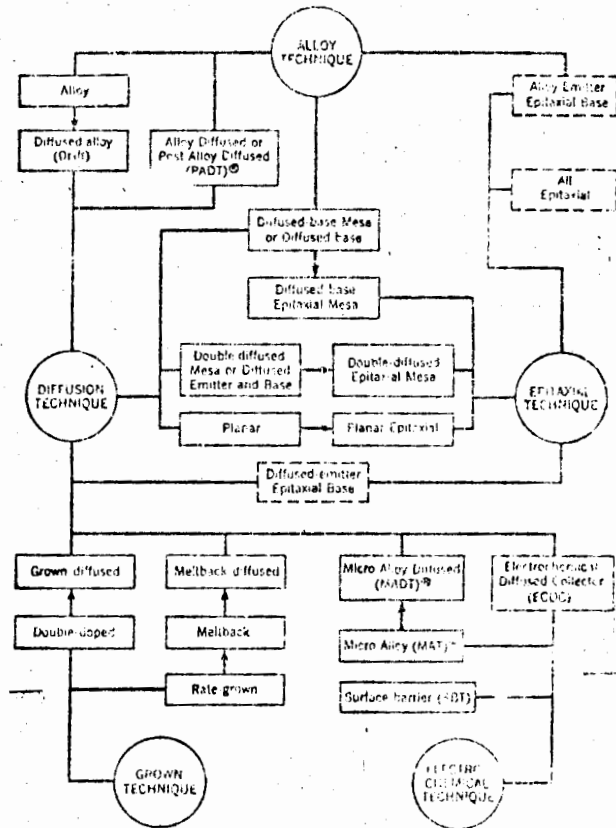 ALLOY
TECHNIQUE
Alloy
Alloy Emitter
Epitaxial Base
Diffused alloy
(Drift)
Alloy Diffused or
Post Alloy Diffused
(PADT)®
All
Epitaxial
Diffused-base Mesa
or Diffused base
Diffused base
Epitaxial Mesa
Double diffused
Mesa or Diffused
Emitter and Base
Double-diffused
Epitaxial Mesa
DIFFUSION
TECHNIQUE
EPITAXIAL
TECHNIQUE
Planar
Planar Epitaxial
Diffused-emitter
Epitaxial Base
Grown diffused
Meltback diffused
Micro Alloy Diffused
(MADT)®
Electrochemical
Diffused Collector
(ECDC)
Double-doped
Meltback
Micro Alloy (MAT)™
Rate grown
Surface barrier (SBT)
GROWN
TECHNIQUE
ELECTRO
CHEMICAL
TECHNIQUE